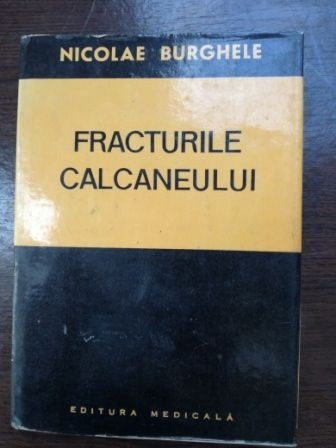 NICOLAE BURGHELE
FRACTURILE
CALCANEULUI
EDITURA MEDICALĂ